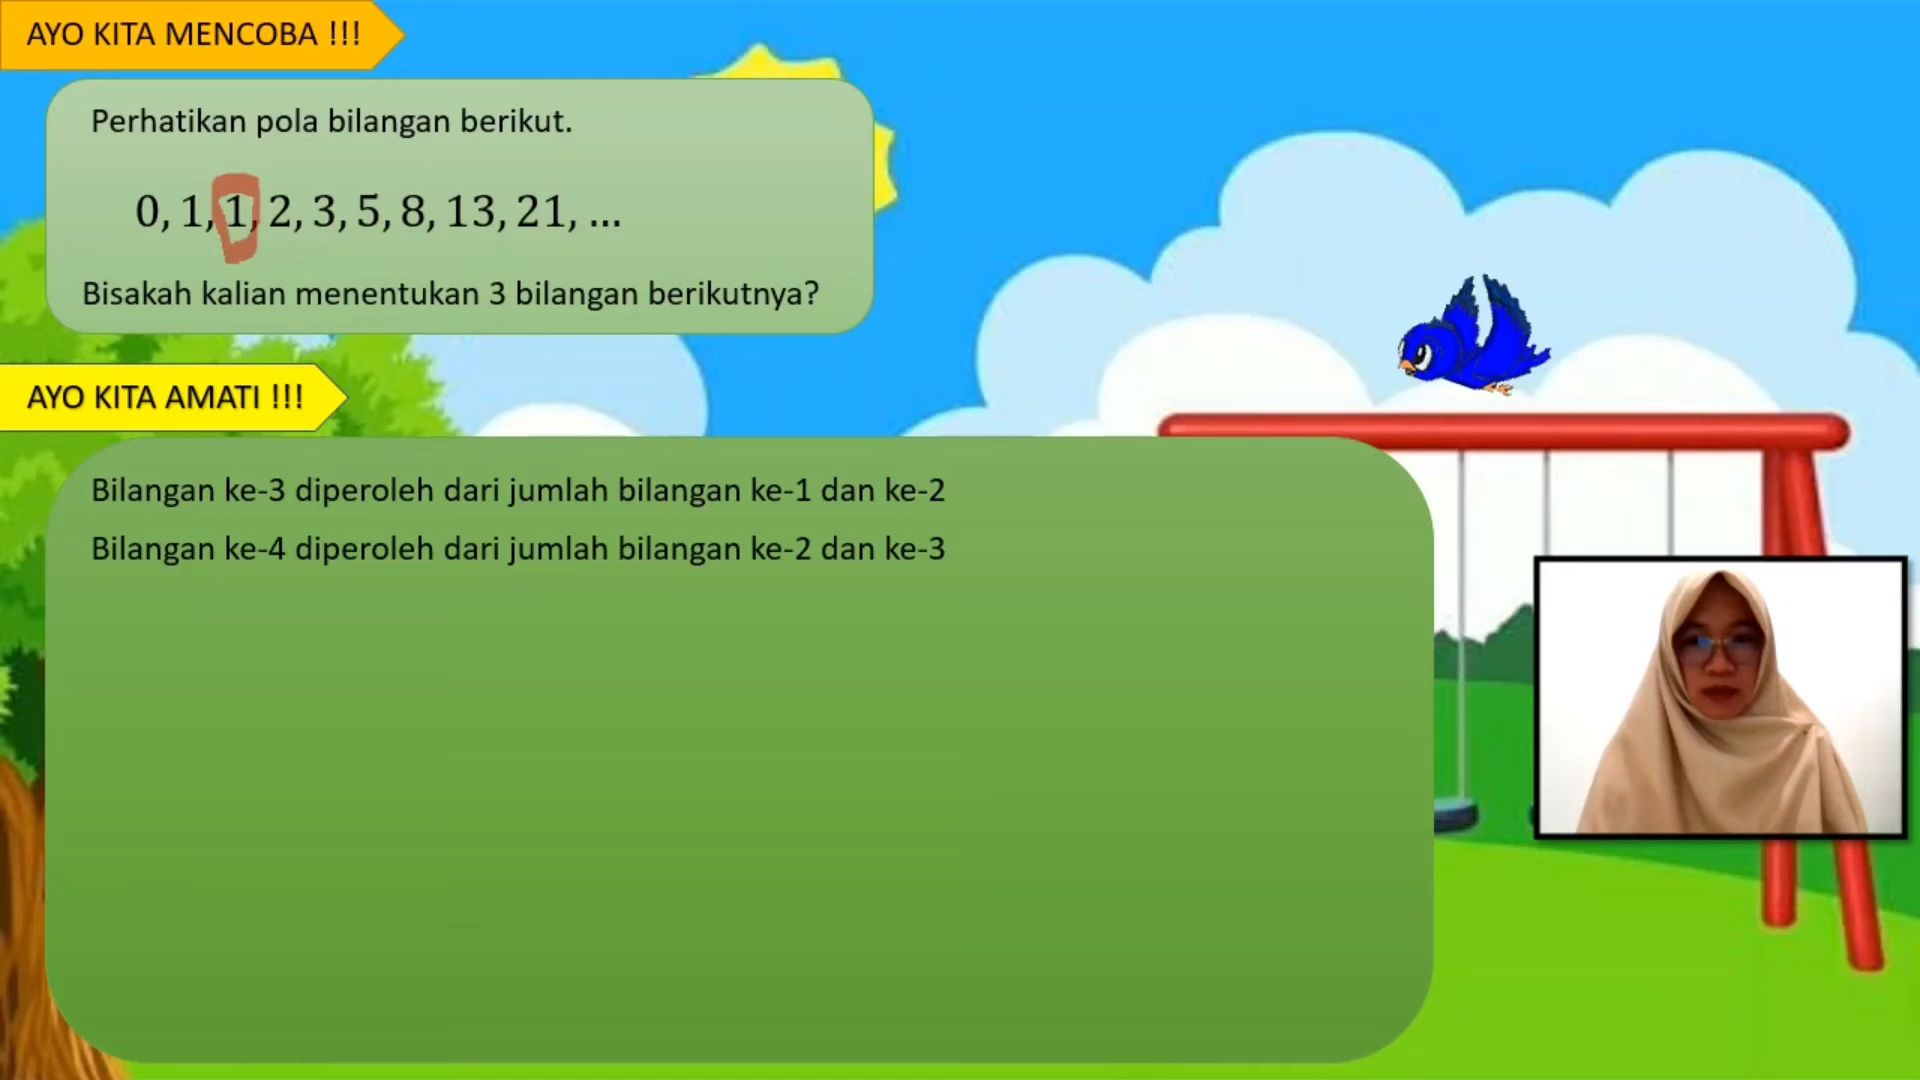 AYO KITA MENCOBA !!!
Perhatikan pola bilangan berikut.
0, 1, 1, 2, 3, 5, 8, 13, 21, ...
Bisakah kalian menentukan 3 bilangan berikutnya?
AYO KITA AMATI !!!
Bilangan ke-3 diperoleh dari jumlah bilangan ke-1 dan ke-2
Bilangan ke-4 diperoleh dari jumlah bilangan ke-2 dan ke-3